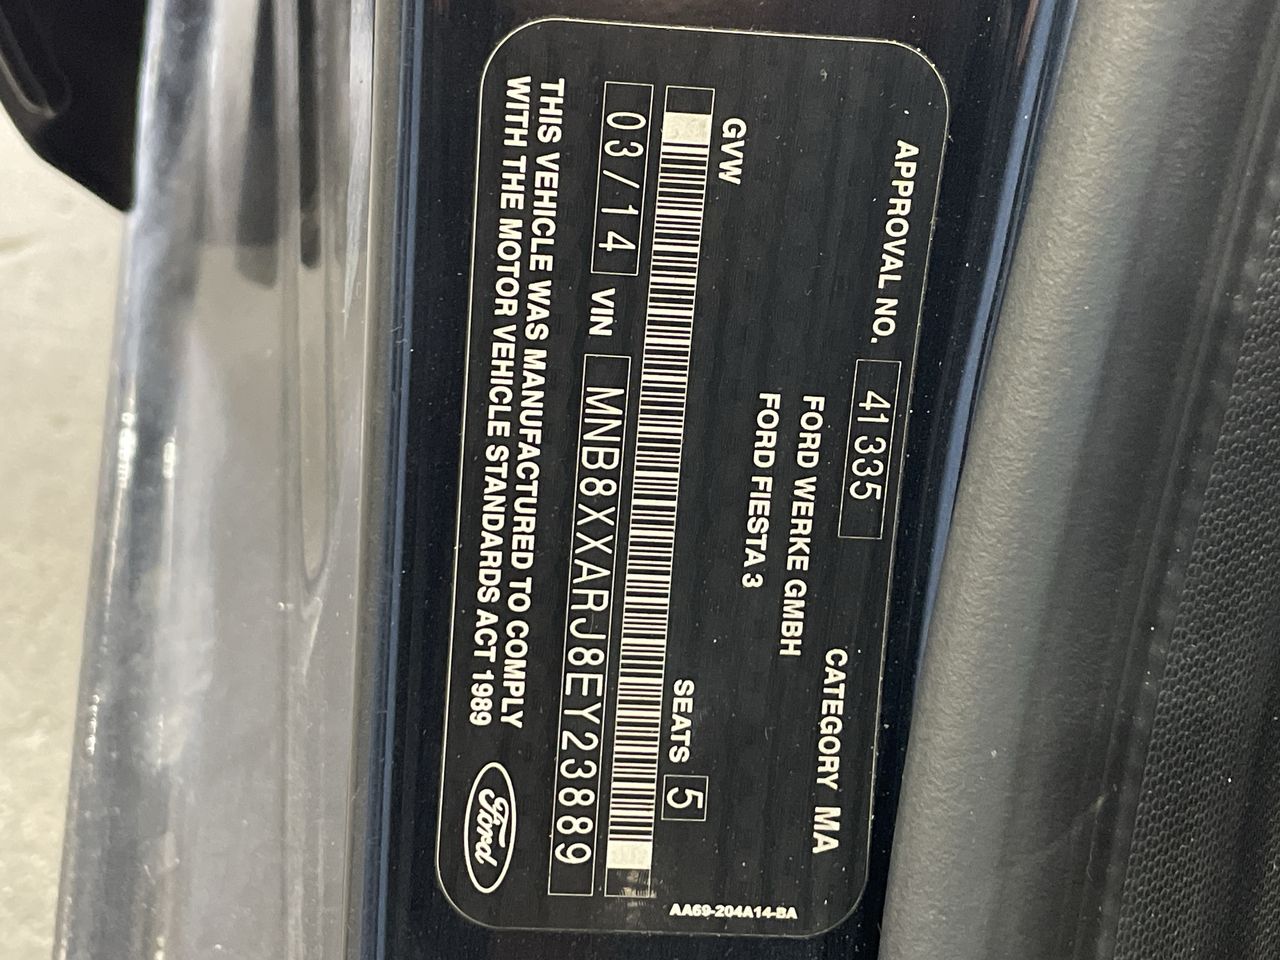 APPROVAL NO. 41335 CATEGORY MA
FORD WERKE GMBH
FORD FIESTA 3
GVW SEATS 5
03/14 VIN MNB8XXARJ8EY23889
THIS VEHICLE WAS MANUFACTURED TO COMPLY
WITH THE MOTOR VEHICLE STANDARDS ACT 1989
Ford
AA69-204A14-BA